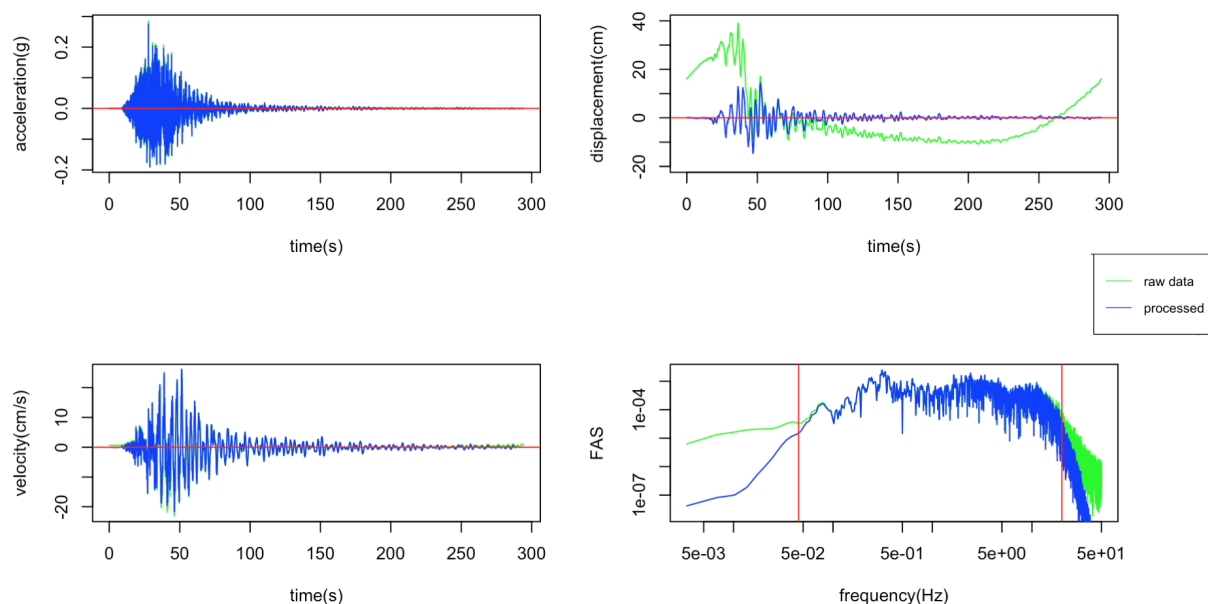 acceleration(g)
0.2
0.0
-0.2
0 50 100 150 200 250 300
time(s)
displacement(cm)
40
20
0
-20
0 50 100 150 200 250 300
time(s)
raw data
processed
velocity(cm/s)
10
0
-20
0 50 100 150 200 250 300
time(s)
FAS
1e-04
1e-07
5e-03 5e-02 5e-01 5e+00 5e+01
frequency(Hz)